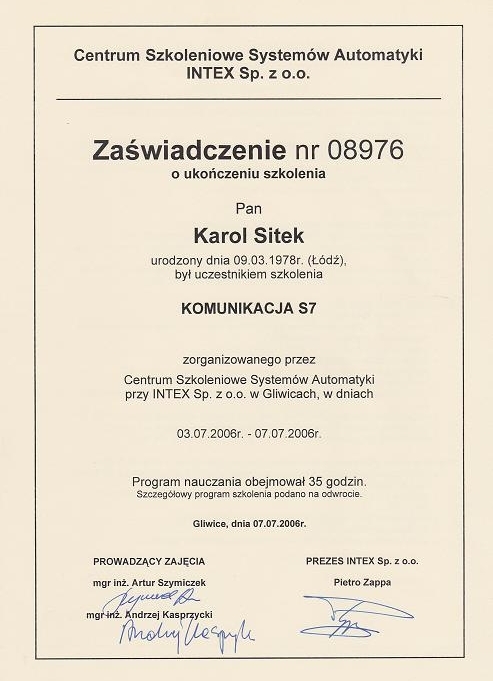 Centrum Szkoleniowe Systemów Automatyki
INTEX Sp. z o.o.
Zaświadczenie nr 08976
o ukończeniu szkolenia
Pan
Karol Sitek
urodzony dnia 09.03.1978r. (Łódź),
był uczestnikiem szkolenia
KOMUNIKACJA S7
zorganizowanego przez
Centrum Szkoleniowe Systemów Automatyki
przy INTEX Sp. z o.o. w Gliwicach, w dniach
03.07.2006r. - 07.07.2006r.
Program nauczania obejmował 35 godzin.
Szczegółowy program szkolenia podano na odwrocie.
Gliwice, dnia 07.07.2006r.
PROWADZĄCY ZAJĘCIA
mgr inż. Artur Szymiczek
mgr inż. Andrzej Kasprzycki
PREZES INTEX Sp. z o.o.
Pietro Zappa